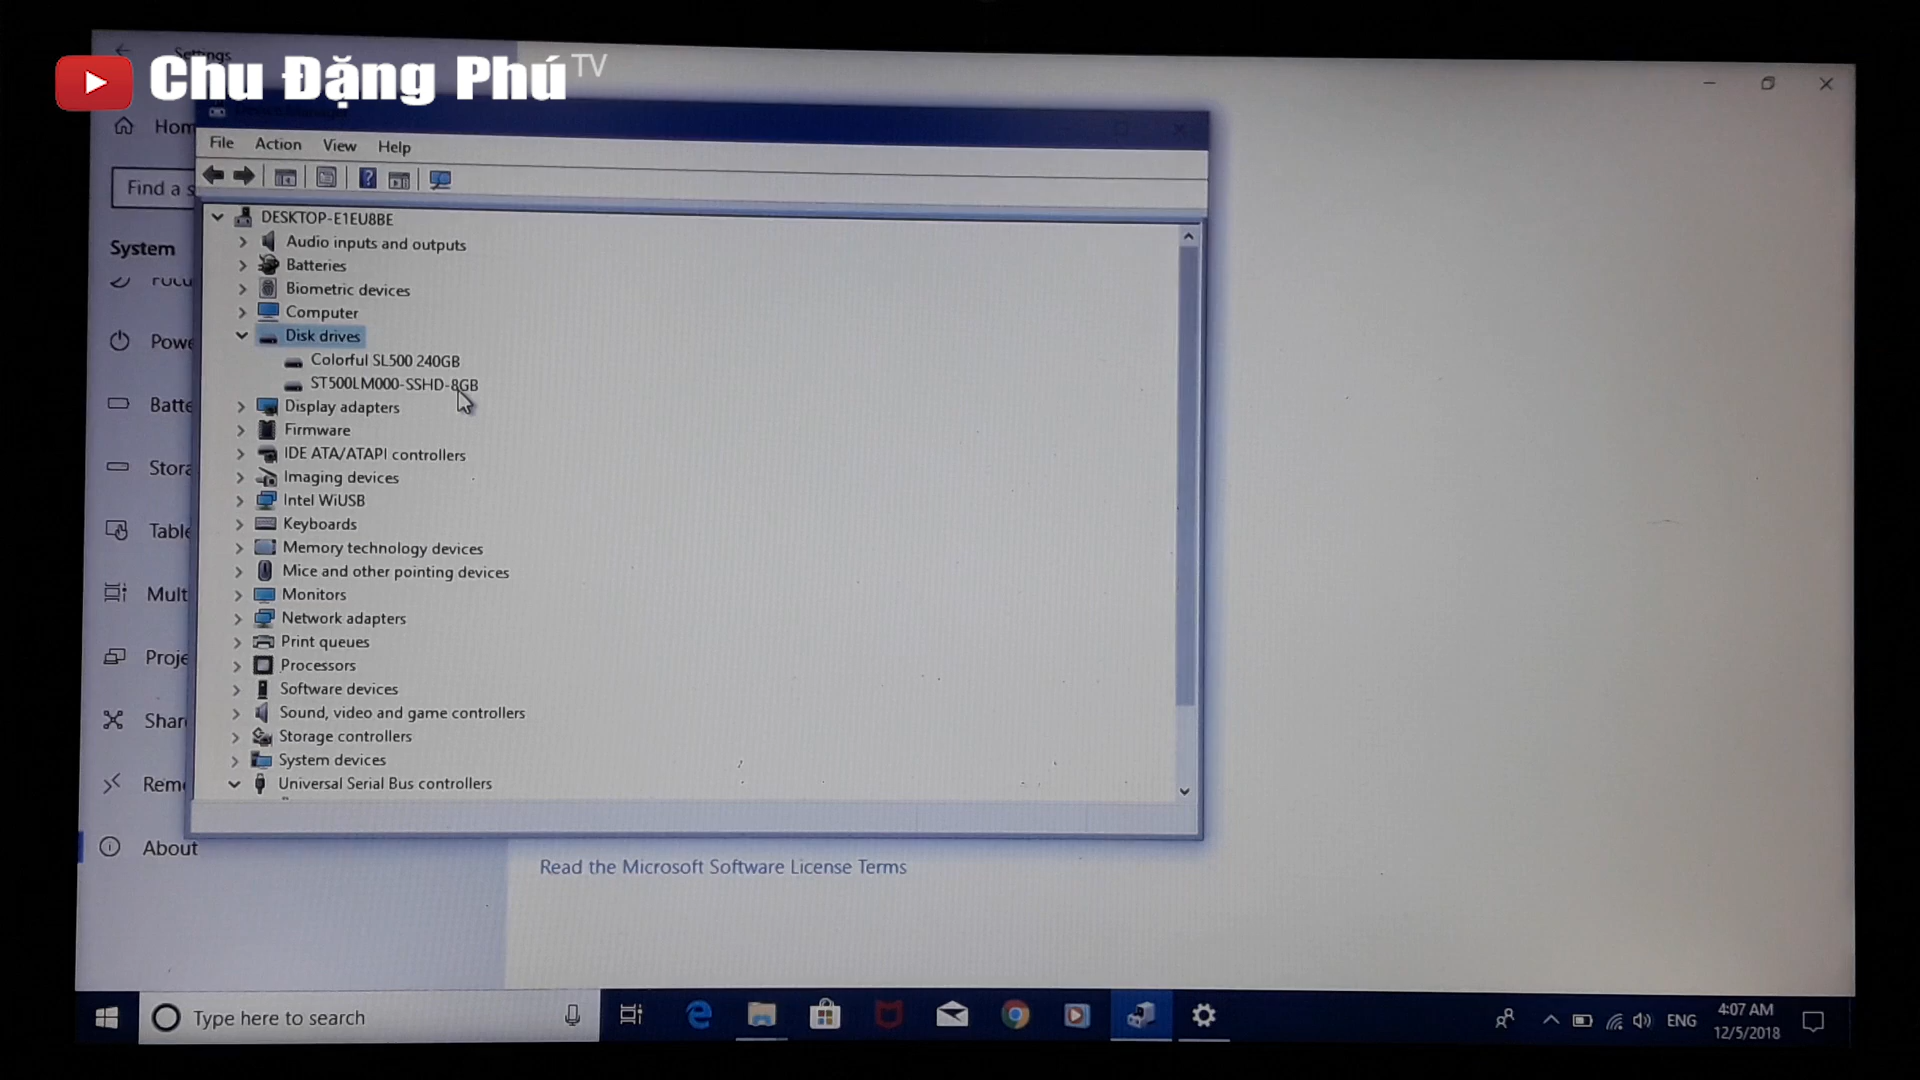 Settings
Chu Đặng Phú TV
Hom
File Action View Help
Find a s
DESKTOP-E1EU8BE
Audio inputs and outputs
System
Batteries
Biometric devices
Computer
Powe
Disk drives
Colorful SL500 240GB
ST500LM000-SSHD-8GB
Batte
Display adapters
Firmware
IDE ATA/ATAPI controllers
Stora
Imaging devices
Intel WiUSB
Keyboards
Table
Memory technology devices
Mice and other pointing devices
Multi
Monitors
Network adapters
Print queues
Proje
Processors
Software devices
Sound, video and game controllers
Shar
Storage controllers
System devices
Universal Serial Bus controllers
Remo
About
Read the Microsoft Software License Terms
Type here to search
ENG
4:07 AM
12/5/2018